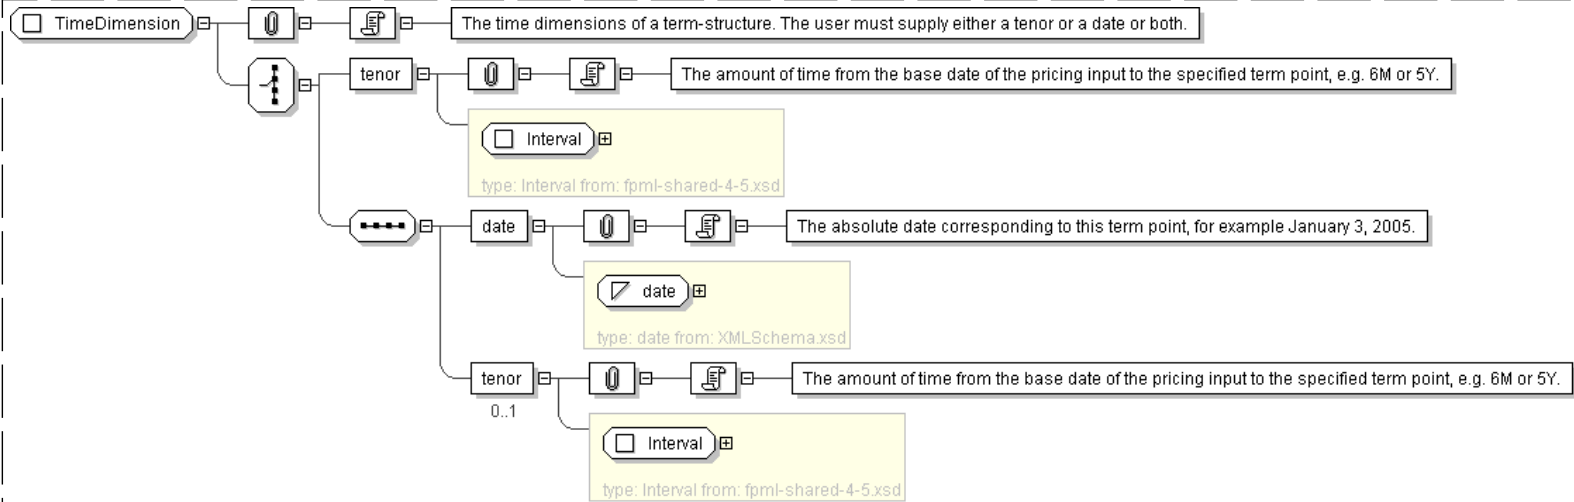 TimeDimension
The time dimensions of a term-structure. The user must supply either a tenor or a date or both.
tenor
The amount of time from the base date of the pricing input to the specified term point, e.g. 6M or 5Y.
Interval
type: Interval from: fpml-shared-4-5.xsd
date
The absolute date corresponding to this term point, for example January 3, 2005.
date
type: date from: XMLSchema.xsd
tenor
The amount of time from the base date of the pricing input to the specified term point, e.g. 6M or 5Y.
0..1
Interval
type: Interval from: fpml-shared-4-5.xsd